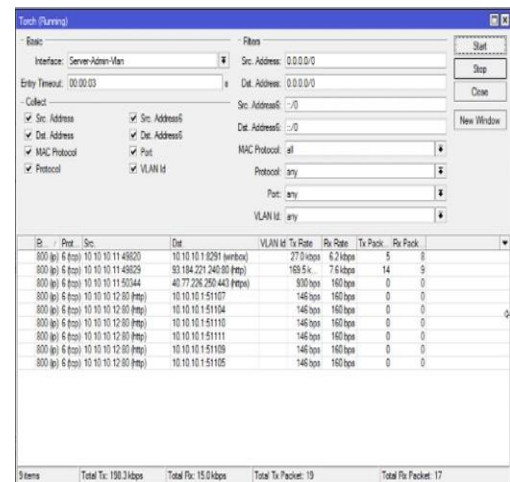 Torch (Running)
Basic
Interface: Server-Admin-Vlan
Entry Timeout: 00:00:03 s
Collect
Src. Address Src. Address6
Dst. Address Dst. Address6
MAC Protocol Port
Protocol VLAN Id
Filters
Src. Address: 0.0.0.0/0
Dst. Address: 0.0.0.0/0
Src. Address6: ::/0
Dst. Address6: ::/0
MAC Protocol: all
Protocol: any
Port: any
VLAN Id: any
Start
Stop
Close
New Window
Et... / Prot... Src. Dst. VLAN Id Tx Rate Rx Rate Tx Pack... Rx Pack...
800 (ip) 6 (tcp) 10.10.10.11:49820 10.10.10.1:8291 (winbox) 27.0 kbps 6.2 kbps 5 8
800 (ip) 6 (tcp) 10.10.10.11:49829 93.184.221.240:80 (http) 169.5 k... 7.6 kbps 14 9
800 (ip) 6 (tcp) 10.10.10.11:50344 40.77.226.250:443 (https) 930 bps 160 bps 0 0
800 (ip) 6 (tcp) 10.10.10.12:80 (http) 10.10.10.1:51107 146 bps 160 bps 0 0
800 (ip) 6 (tcp) 10.10.10.12:80 (http) 10.10.10.1:51104 146 bps 160 bps 0 0
800 (ip) 6 (tcp) 10.10.10.12:80 (http) 10.10.10.1:51110 146 bps 160 bps 0 0
800 (ip) 6 (tcp) 10.10.10.12:80 (http) 10.10.10.1:51111 146 bps 160 bps 0 0
800 (ip) 6 (tcp) 10.10.10.12:80 (http) 10.10.10.1:51109 146 bps 160 bps 0 0
800 (ip) 6 (tcp) 10.10.10.12:80 (http) 10.10.10.1:51105 146 bps 160 bps 0 0
9 items Total Tx: 198.3 kbps Total Rx: 15.0 kbps Total Tx Packet: 19 Total Rx Packet: 17